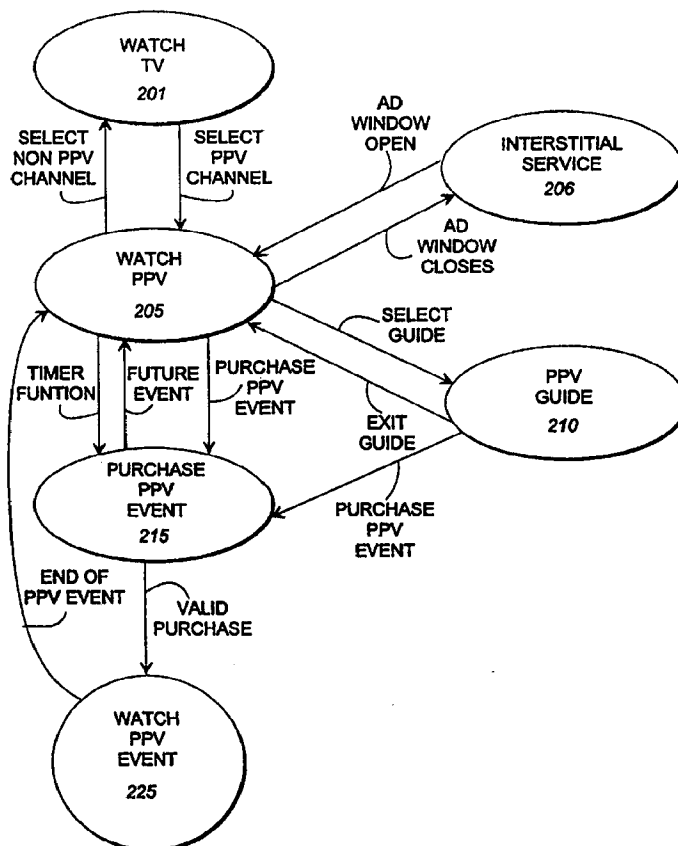 WATCH
TV
201
SELECT
NON PPV
CHANNEL
SELECT
PPV
CHANNEL
AD
WINDOW
OPEN
INTERSTITIAL
SERVICE
206
WATCH
PPV
205
AD
WINDOW
CLOSES
SELECT
GUIDE
TIMER
FUNTION
FUTURE
EVENT
PURCHASE
PPV
EVENT
EXIT
GUIDE
PPV
GUIDE
210
PURCHASE
PPV
EVENT
215
PURCHASE
PPV
EVENT
END OF
PPV EVENT
VALID
PURCHASE
WATCH
PPV
EVENT
225